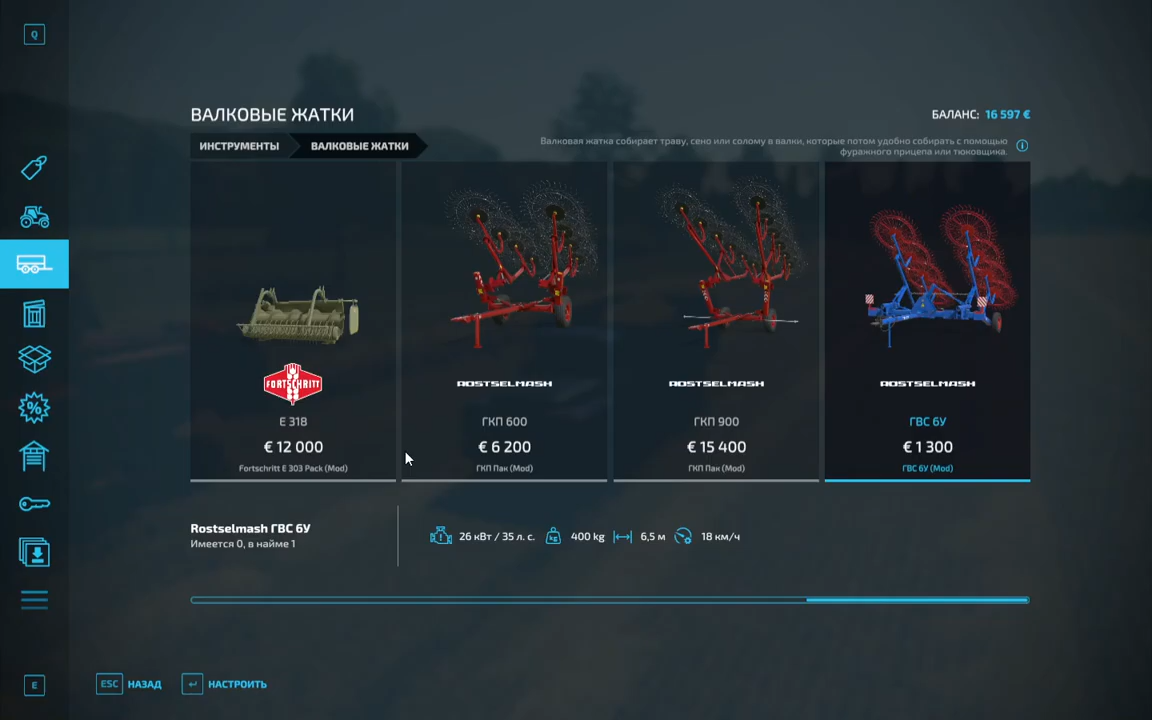 Q
ВАЛКОВЫЕ ЖАТКИ
БАЛАНС: 16 597 €
ИНСТРУМЕНТЫ
ВАЛКОВЫЕ ЖАТКИ
Валковая жатка собирает траву, сено или солому в валки, которые потом удобно собирать с помощью
фуражного прицепа или тюковщика.
FORTSCHRITT
ROSTSELMASH
ROSTSELMASH
ROSTSELMASH
E 318
ГКП 600
ГКП 900
ГВС 6У
€ 12 000
€ 6 200
€ 15 400
€ 1 300
Fortschritt E 303 Pack (Mod)
ГКП Пак (Mod)
ГКП Пак (Mod)
ГВС 6У (Mod)
Rostselmash ГВС 6У
Имеется 0, в найме 1
26 кВт / 35 л. с.
400 kg
6,5 м
18 км/ч
E
ESC НАЗАД
НАСТРОИТЬ